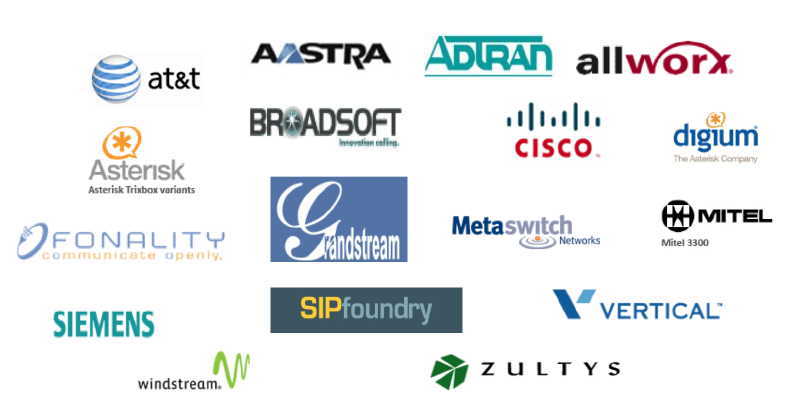 at&t
AASTRA
ADTRAN
allworx®
BROADSOFT
Innovation calling.
CISCO™
digium®
The Asterisk Company
Asterisk
Asterisk Trixbox variants
Grandstream
Metaswitch
Networks
MITEL
Mitel 3300
FONALITY
communicate openly.
SIEMENS
SIPfoundry
VERTICAL™
windstream®
ZULTYS